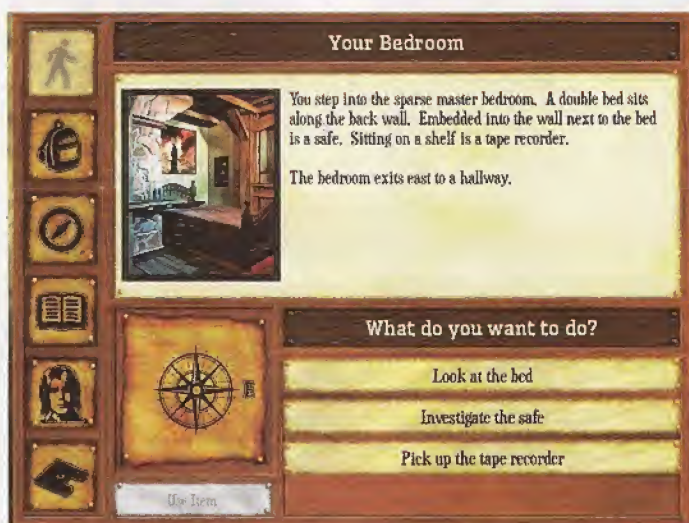 Your Bedroom
You step into the sparse master bedroom. A double bed sits
along the back wall. Embedded into the wall next to the bed
is a safe. Sitting on a shelf is a tape recorder.
The bedroom exits east to a hallway.
What do you want to do?
Look at the bed
Investigate the safe
Pick up the tape recorder
E
Use Item